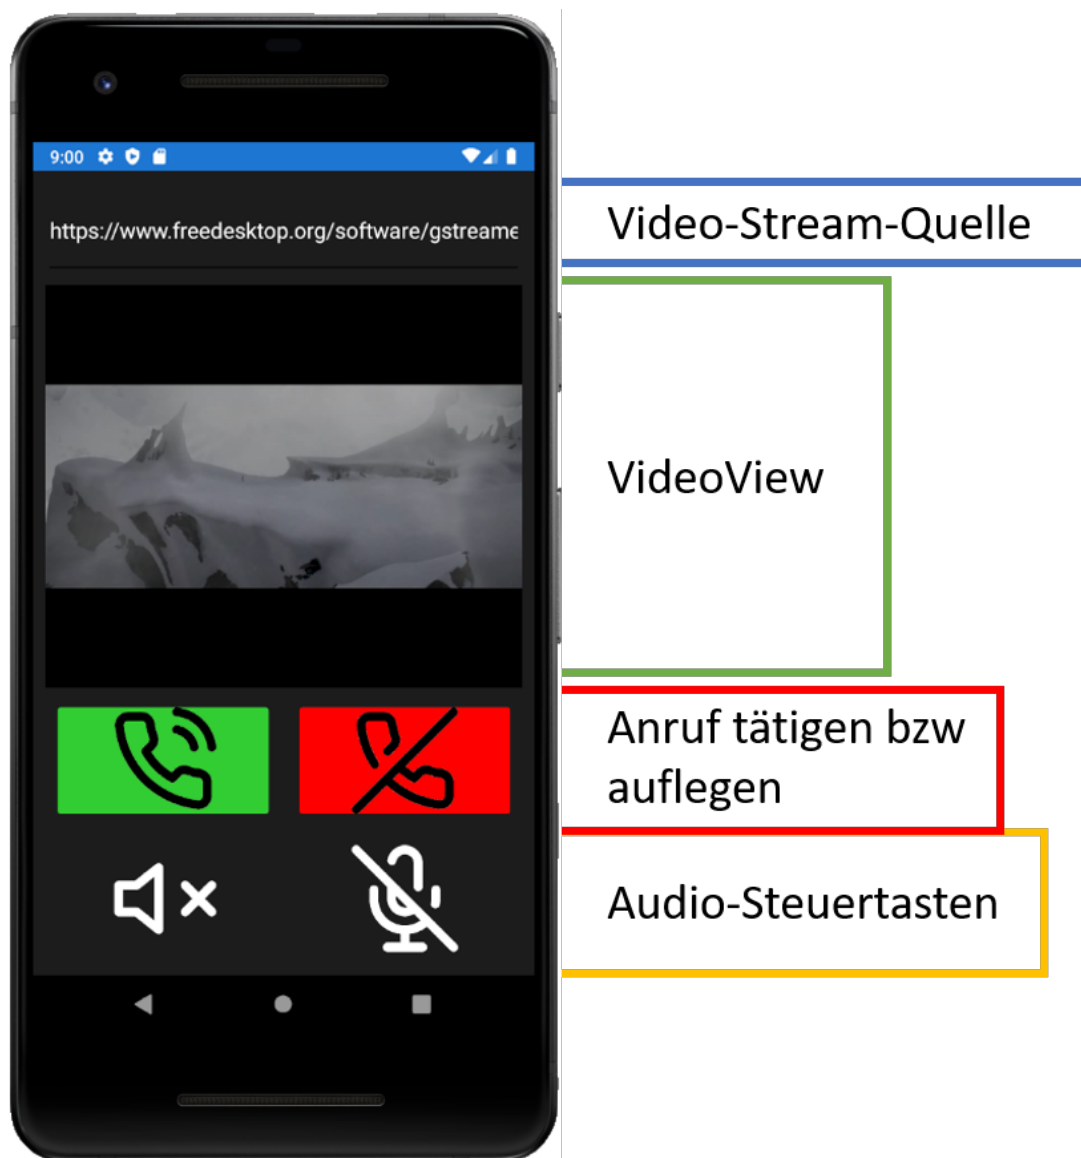 9:00
https://www.freedesktop.org/software/gstreame
Video-Stream-Quelle
VideoView
Anruf tätigen bzw
auflegen
Audio-Steuertasten